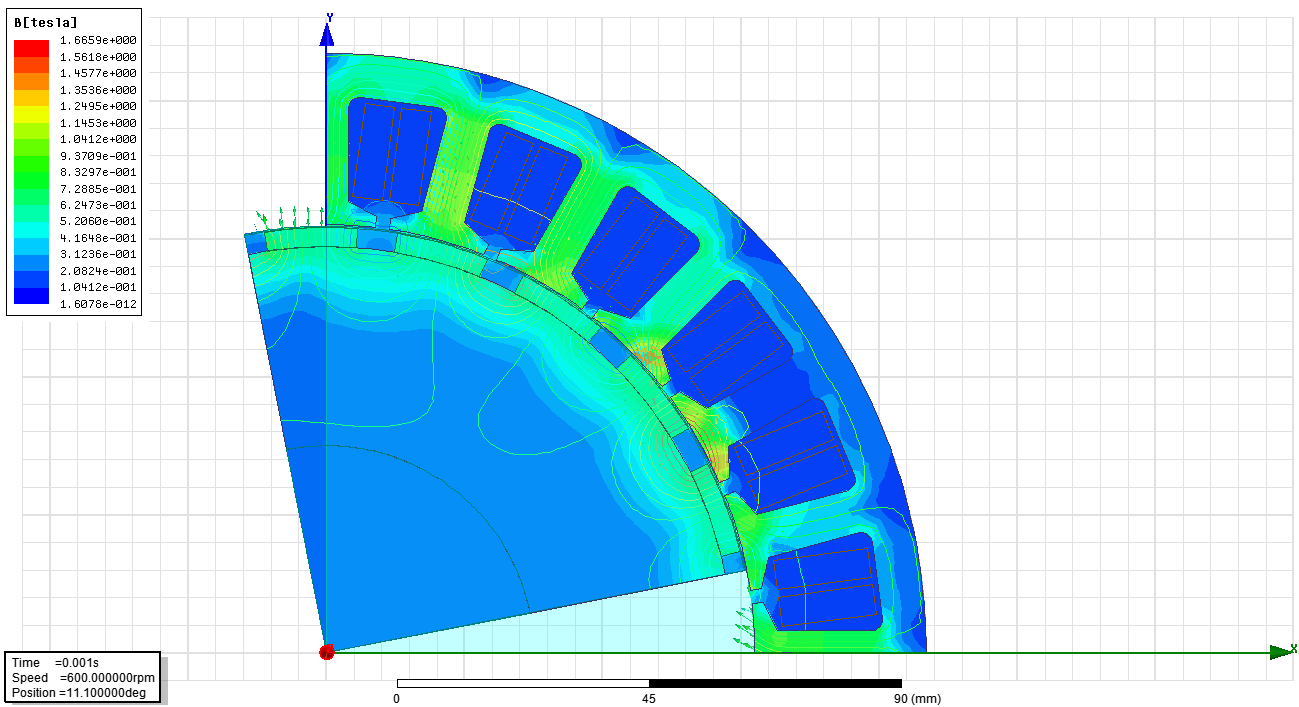 Y
B[tesla]
1.6659e+000
1.5618e+000
1.4577e+000
1.3536e+000
1.2495e+000
1.1453e+000
1.0412e+000
9.3709e-001
8.3297e-001
7.2885e-001
6.2473e-001
5.2060e-001
4.1648e-001
3.1236e-001
2.0824e-001
1.0412e-001
1.6078e-012
X
Time =0.001s
Speed =600.000000rpm
Position =11.100000deg
0 45 90 (mm)